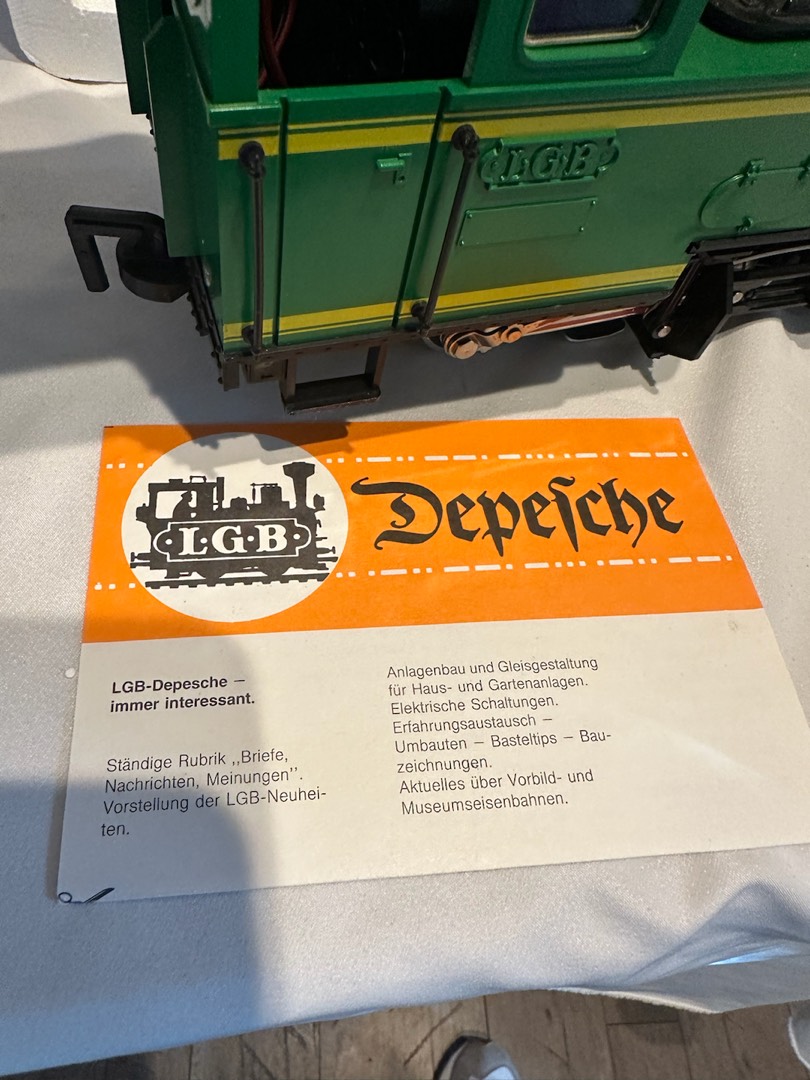 LGB
L·G·B
Depeſche
LGB-Depesche –
immer interessant.
Ständige Rubrik ,,Briefe,
Nachrichten, Meinungen''.
Vorstellung der LGB-Neuhei-
ten.
Anlagenbau und Gleisgestaltung
für Haus- und Gartenanlagen.
Elektrische Schaltungen.
Erfahrungsaustausch –
Umbauten – Basteltips – Bau-
zeichnungen.
Aktuelles über Vorbild- und
Museumseisenbahnen.